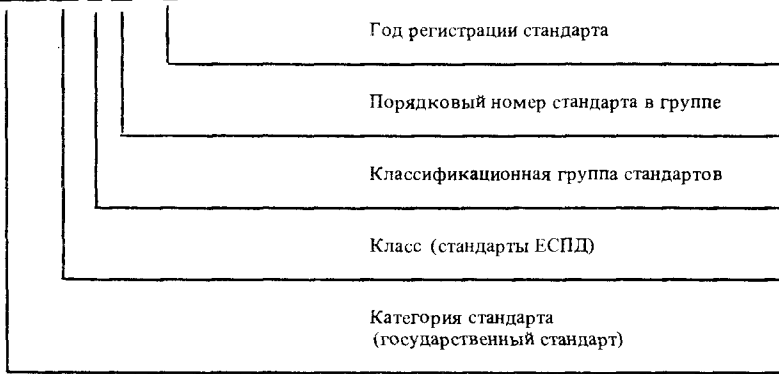 Год регистрации стандарта
Порядковый номер стандарта в группе
Классификационная группа стандартов
Класс (стандарты ЕСПД)
Категория стандарта
(государственный стандарт)